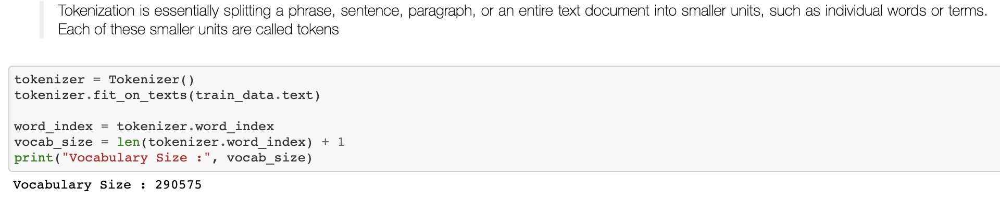 Tokenization is essentially splitting a phrase, sentence, paragraph, or an entire text document into smaller units, such as individual words or terms.
Each of these smaller units are called tokens
tokenizer = Tokenizer()
tokenizer.fit_on_texts(train_data.text)
word_index = tokenizer.word_index
vocab_size = len(tokenizer.word_index) + 1
print("Vocabulary Size :", vocab_size)
Vocabulary Size : 290575